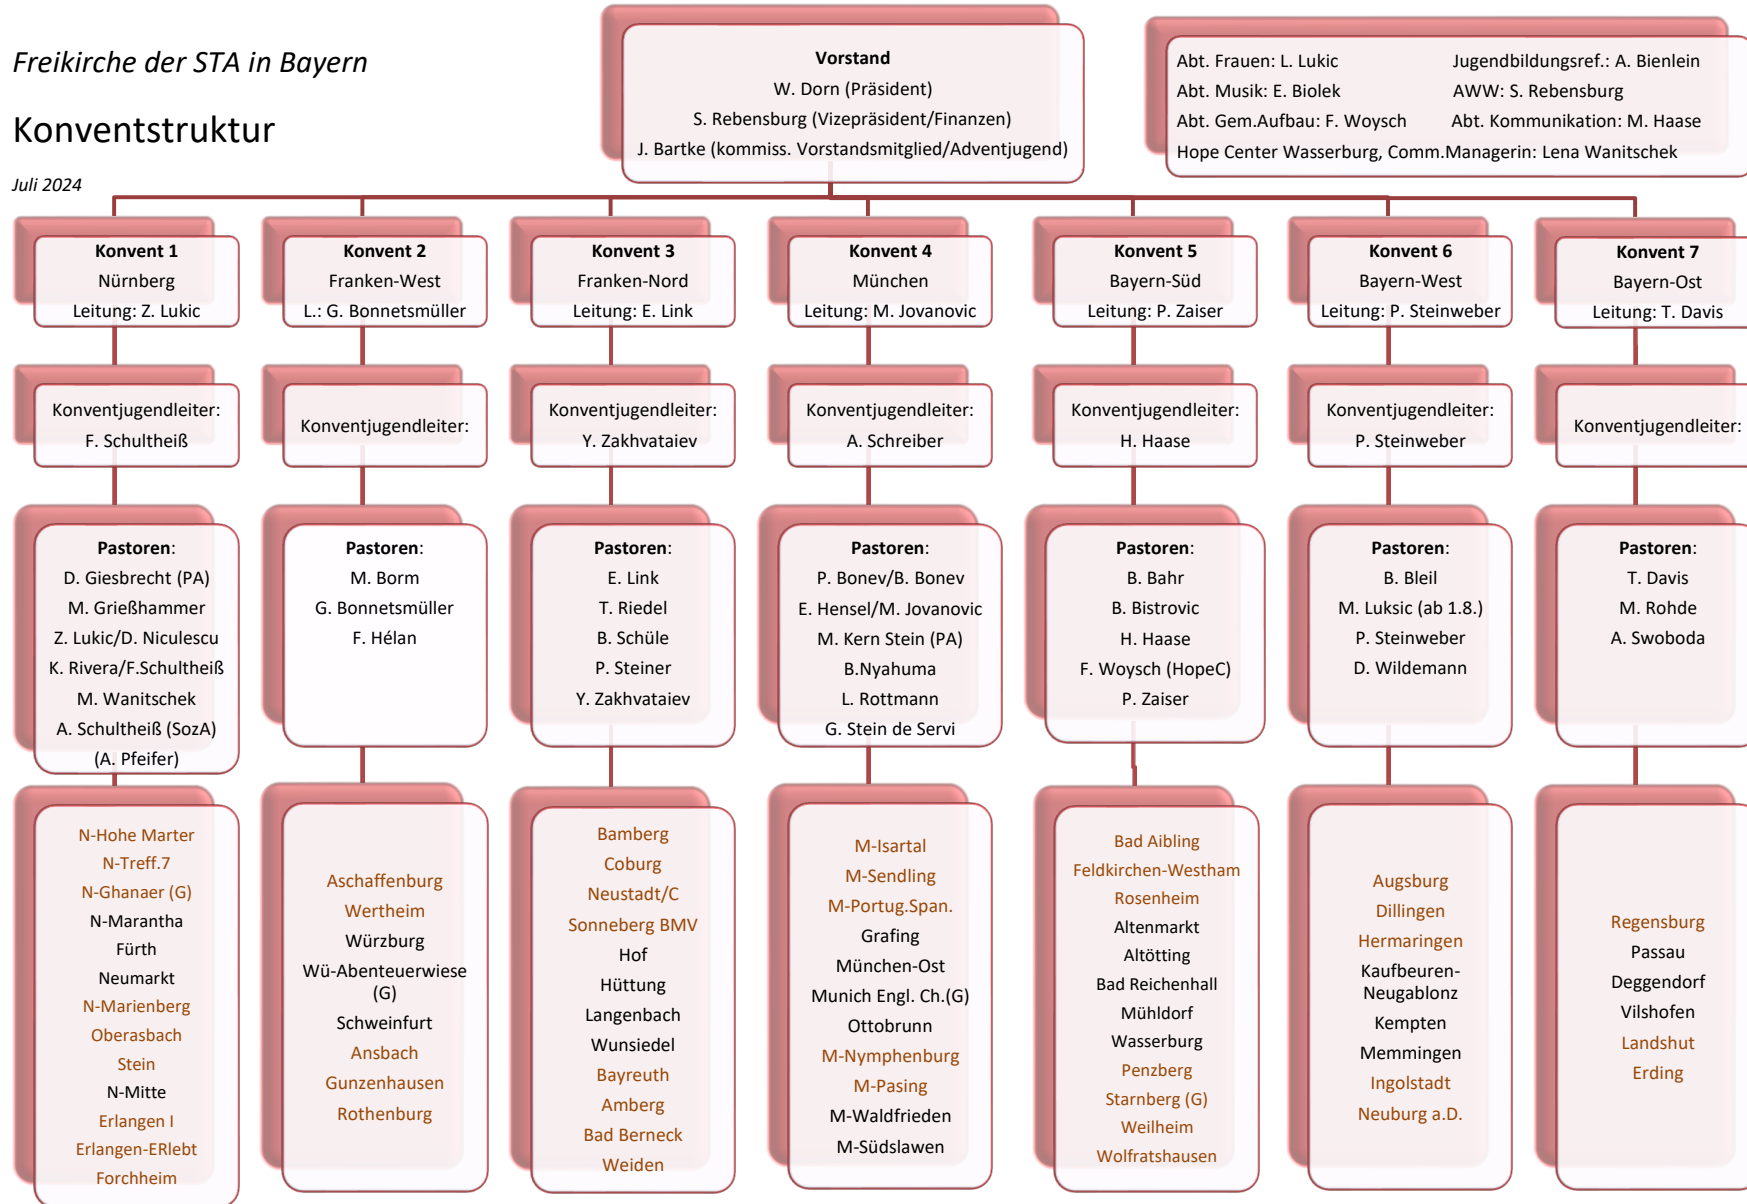 Freikirche der STA in Bayern
Konventstruktur
Juli 2024
Vorstand
W. Dorn (Präsident)
S. Rebensburg (Vizepräsident/Finanzen)
J. Bartke (kommiss. Vorstandsmitglied/Adventjugend)
Abt. Frauen: L. Lukic Jugendbildungsref.: A. Bienlein
Abt. Musik: E. Biolek AWW: S. Rebensburg
Abt. Gem.Aufbau: F. Woysch Abt. Kommunikation: M. Haase
Hope Center Wasserburg, Comm.Managerin: Lena Wanitschek
Konvent 1
Nürnberg
Leitung: Z. Lukic
Konvent 2
Franken-West
L.: G. Bonnetsmüller
Konvent 3
Franken-Nord
Leitung: E. Link
Konvent 4
München
Leitung: M. Jovanovic
Konvent 5
Bayern-Süd
Leitung: P. Zaiser
Konvent 6
Bayern-West
Leitung: P. Steinweber
Konvent 7
Bayern-Ost
Leitung: T. Davis
Konventjugendleiter:
F. Schultheiß
Konventjugendleiter:
Konventjugendleiter:
Y. Zakhvataiev
Konventjugendleiter:
A. Schreiber
Konventjugendleiter:
H. Haase
Konventjugendleiter:
P. Steinweber
Konventjugendleiter:
Pastoren:
D. Giesbrecht (PA)
M. Grießhammer
Z. Lukic/D. Niculescu
K. Rivera/F.Schultheiß
M. Wanitschek
A. Schultheiß (SozA)
(A. Pfeifer)
Pastoren:
M. Borm
G. Bonnetsmüller
F. Hélan
Pastoren:
E. Link
T. Riedel
B. Schüle
P. Steiner
Y. Zakhvataiev
Pastoren:
P. Bonev/B. Bonev
E. Hensel/M. Jovanovic
M. Kern Stein (PA)
B.Nyahuma
L. Rottmann
G. Stein de Servi
Pastoren:
B. Bahr
B. Bistrovic
H. Haase
F. Woysch (HopeC)
P. Zaiser
Pastoren:
B. Bleil
M. Luksic (ab 1.8.)
P. Steinweber
D. Wildemann
Pastoren:
T. Davis
M. Rohde
A. Swoboda
N-Hohe Marter
N-Treff.7
N-Ghanaer (G)
N-Marantha
Fürth
Neumarkt
N-Marienberg
Oberasbach
Stein
N-Mitte
Erlangen I
Erlangen-ERlebt
Forchheim
Aschaffenburg
Wertheim
Würzburg
Wü-Abenteuerwiese
(G)
Schweinfurt
Ansbach
Gunzenhausen
Rothenburg
Bamberg
Coburg
Neustadt/C
Sonneberg BMV
Hof
Hüttung
Langenbach
Wunsiedel
Bayreuth
Amberg
Bad Berneck
Weiden
M-Isartal
M-Sendling
M-Portug.Span.
Grafing
München-Ost
Munich Engl. Ch.(G)
Ottobrunn
M-Nymphenburg
M-Pasing
M-Waldfrieden
M-Südslawen
Bad Aibling
Feldkirchen-Westham
Rosenheim
Altenmarkt
Altötting
Bad Reichenhall
Mühldorf
Wasserburg
Penzberg
Starnberg (G)
Weilheim
Wolfratshausen
Augsburg
Dillingen
Hermaringen
Kaufbeuren-
Neugablonz
Kempten
Memmingen
Ingolstadt
Neuburg a.D.
Regensburg
Passau
Deggendorf
Vilshofen
Landshut
Erding